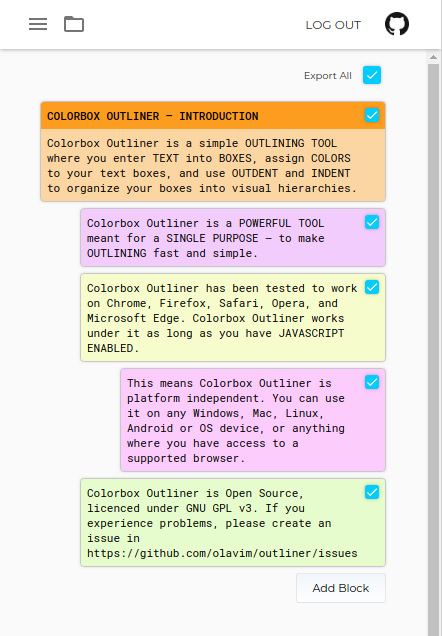 LOG OUT
Export All
COLORBOX OUTLINER – INTRODUCTION
Colorbox Outliner is a simple OUTLINING TOOL
where you enter TEXT into BOXES, assign COLORS
to your text boxes, and use OUTDENT and INDENT
to organize your boxes into visual hierarchies.
Colorbox Outliner is a POWERFUL TOOL
meant for a SINGLE PURPOSE – to make
OUTLINING fast and simple.
Colorbox Outliner has been tested to work
on Chrome, Firefox, Safari, Opera, and
Microsoft Edge. Colorbox Outliner works
under it as long as you have JAVASCRIPT
ENABLED.
This means Colorbox Outliner is
platform independent. You can use
it on any Windows, Mac, Linux,
Android or OS device, or anything
where you have access to a
supported browser.
Colorbox Outliner is Open Source,
licenced under GNU GPL v3. If you
experience problems, please create an
issue in
https://github.com/olavim/outliner/issues
Add Block